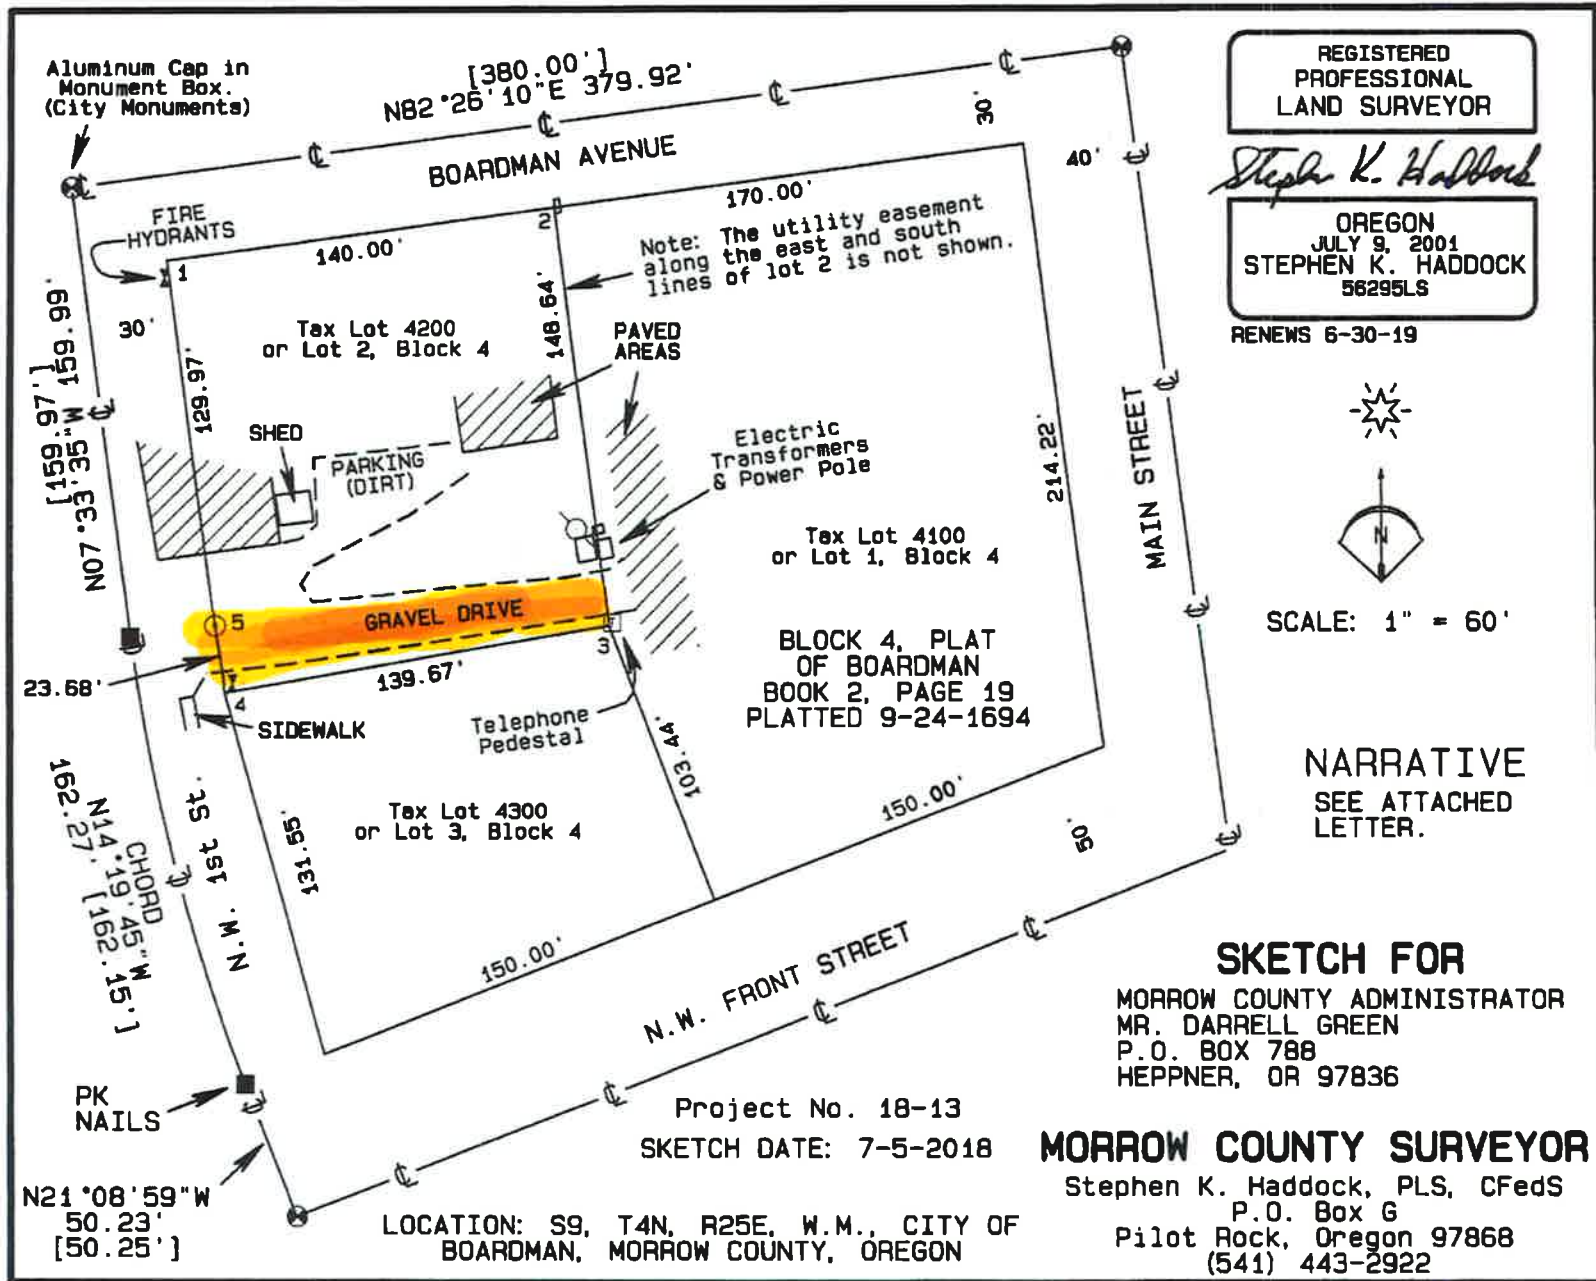 Aluminum Cap in
Monument Box.
(City Monuments)
[380.00']
N82°26'10"E 379.92'
BOARDMAN AVENUE
30'
40'
REGISTERED
PROFESSIONAL
LAND SURVEYOR
Stephen K. Haddock
OREGON
JULY 9, 2001
STEPHEN K. HADDOCK
56295LS
RENEWS 6-30-19
FIRE
HYDRANTS
1
140.00'
2
170.00'
Note: The utility easement
along the east and south
lines of lot 2 is not shown.
30'
N07°33'35"W 159.99'
[159.97']
129.97'
Tax Lot 4200
or Lot 2, Block 4
148.64'
PAVED
AREAS
SHED
PARKING
(DIRT)
Electric
Transformers
& Power Pole
214.22'
MAIN STREET
N
Tax Lot 4100
or Lot 1, Block 4
SCALE: 1" = 60'
5
GRAVEL DRIVE
3
23.68'
139.67'
4
SIDEWALK
Telephone
Pedestal
BLOCK 4, PLAT
OF BOARDMAN
BOOK 2, PAGE 19
PLATTED 9-24-1694
103.44'
NARRATIVE
SEE ATTACHED
LETTER.
CHORD
N14°19'45"W
162.27' [162.15']
N.W. 1st St.
131.55'
Tax Lot 4300
or Lot 3, Block 4
150.00'
50'
150.00'
N.W. FRONT STREET
SKETCH FOR
MORROW COUNTY ADMINISTRATOR
MR. DARRELL GREEN
P.O. BOX 788
HEPPNER, OR 97836
PK
NAILS
Project No. 18-13
SKETCH DATE: 7-5-2018
MORROW COUNTY SURVEYOR
Stephen K. Haddock, PLS, CFedS
P.O. Box G
Pilot Rock, Oregon 97868
(541) 443-2922
N21°08'59"W
50.23'
[50.25']
LOCATION: S9, T4N, R25E, W.M., CITY OF
BOARDMAN, MORROW COUNTY, OREGON